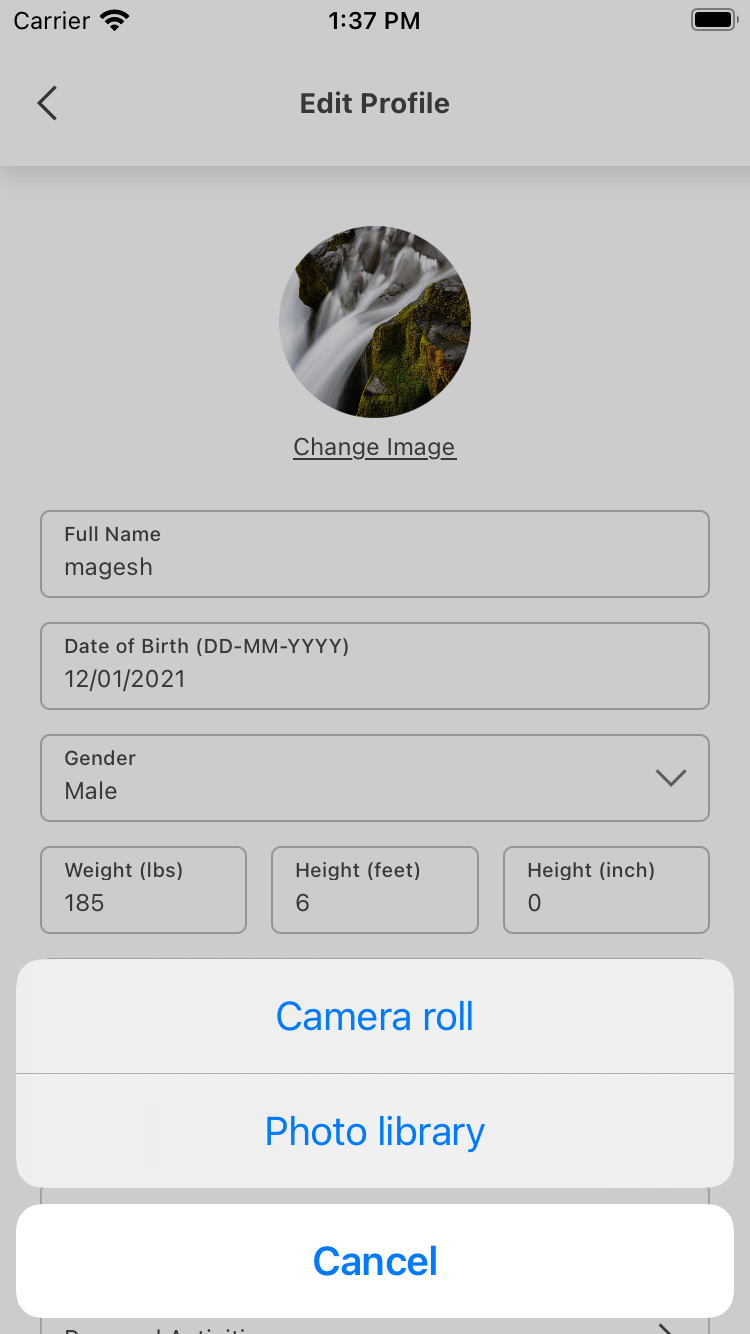 Carrier
1:37 PM
Edit Profile
Change Image
Full Name
magesh
Date of Birth (DD-MM-YYYY)
12/01/2021
Gender
Male
Weight (lbs)
185
Height (feet)
6
Height (inch)
0
Camera roll
Photo library
Cancel